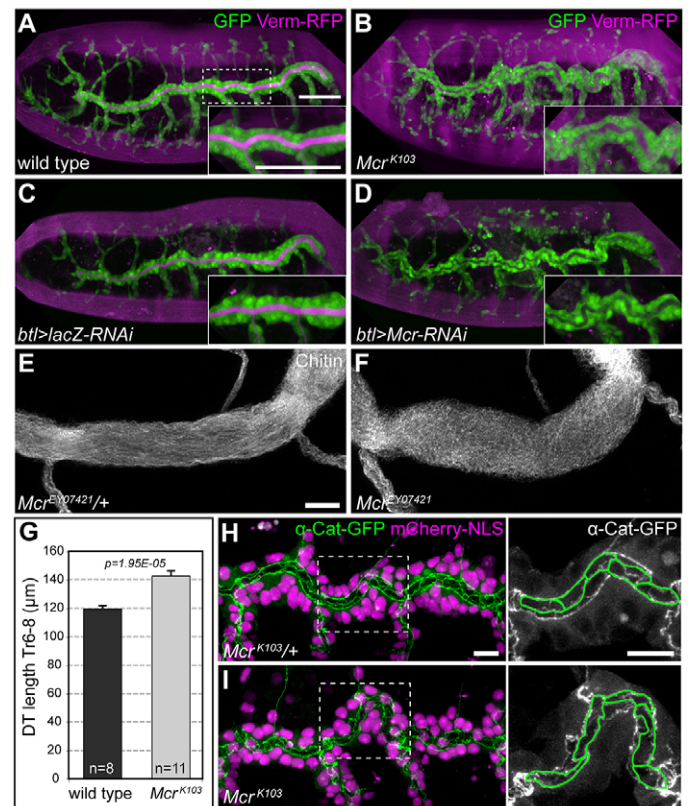 A GFP Verm-RFP
wild type
B GFP Verm-RFP
Mcr K103
C
btl>lacZ-RNAi
D
btl>Mcr-RNAi
E Chitin
Mcr EY07421/+
F
Mcr EY07421
G
p=1.95E-05
160
140
120
100
80
60
40
20
0
DT length Tr6-8 (µm)
n=8
n=11
wild type
Mcr K103
H α-Cat-GFP mCherry-NLS
α-Cat-GFP
Mcr K103/+
I
Mcr K103